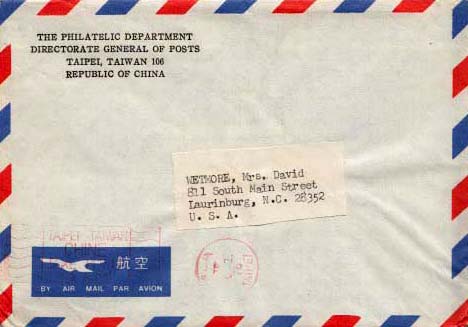 THE PHILATELIC DEPARTMENT
DIRECTORATE GENERAL OF POSTS
TAIPEI, TAIWAN 106
REPUBLIC OF CHINA
WETMORE, Mrs. David
811 South Main Street
Laurinburg, N.C. 28352
U. S. A.
TAIPEI TAIWAN
航空
BY AIR MAIL PAR AVION